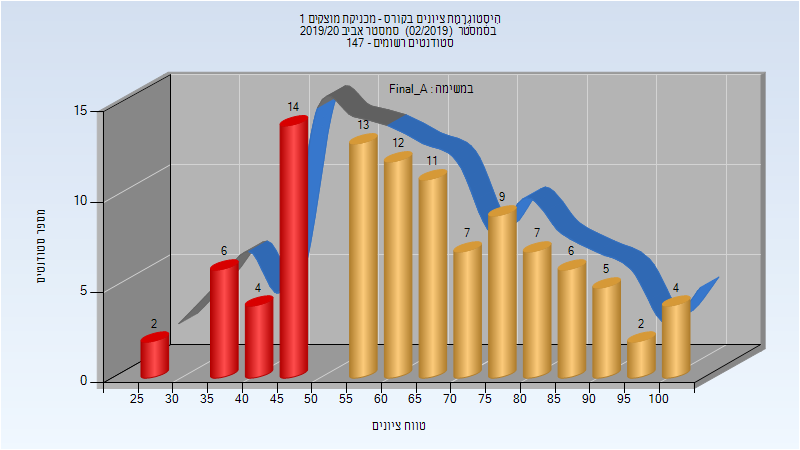 היסטוגרמת ציונים בקורס - מכניקת מוצקים 1
בסמסטר (02/2019) סמסטר אביב 2019/20
סטודנטים רשומים - 147
במשימה : Final_A
מספר סטודנטים
15
10
5
0
2
6
4
14
13
12
11
7
9
7
6
5
2
4
25 30 35 40 45 50 55 60 65 70 75 80 85 90 95 100
טווח ציונים